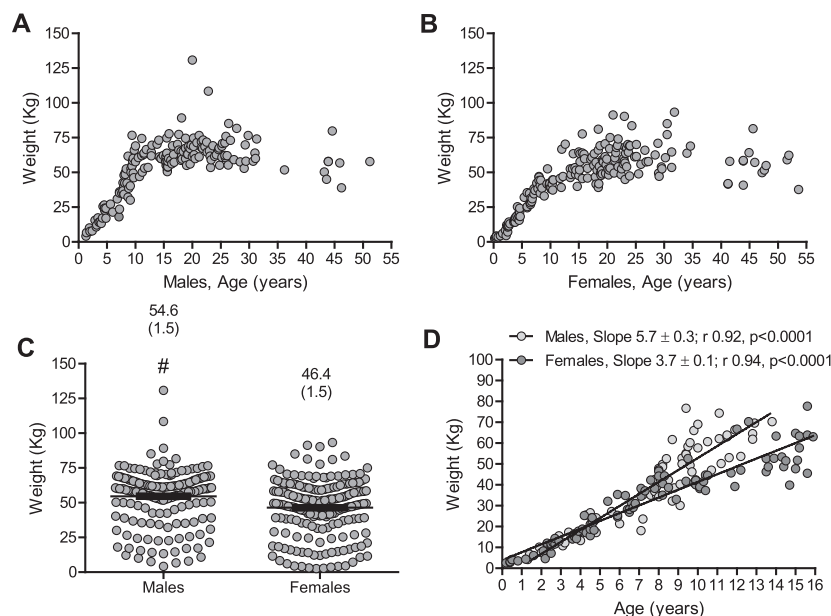 A
Weight (Kg)
150
125
100
75
50
25
0
0 5 10 15 20 25 30 35 40 45 50 55
Males, Age (years)
B
Weight (Kg)
150
125
100
75
50
25
0
0 5 10 15 20 25 30 35 40 45 50 55
Females, Age (years)
C
54.6
(1.5)
#
46.4
(1.5)
Weight (Kg)
150
125
100
75
50
25
0
Males Females
D
Males, Slope 5.7 ± 0.3; r 0.92, p<0.0001
Females, Slope 3.7 ± 0.1; r 0.94, p<0.0001
Weight (Kg)
100
90
80
70
60
50
40
30
20
10
0
0 1 2 3 4 5 6 7 8 9 10 11 12 13 14 15 16
Age (years)